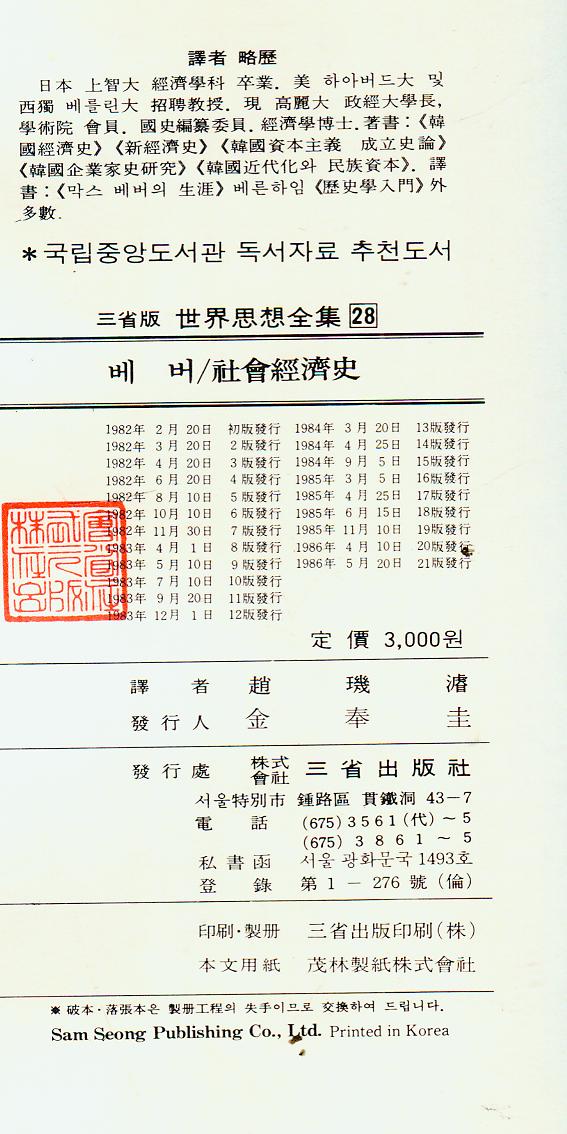 譯者 略歷
日本 上智大 經濟學科 卒業. 美 하아버드大 및
西獨 베를린大 招聘教授. 現 高麗大 政經大學長,
學術院 會員. 國史編纂委員. 經濟學博士. 著書:《韓
國經濟史》《新經濟史》《韓國資本主義 成立史論》
《韓國企業家史研究》《韓國近代化와 民族資本》. 譯
書:《막스 베버의 生涯》 베른하임 《歷史學入門》 外
多數.
*국립중앙도서관 독서자료 추천도서
三省版 世界思想全集 28
베 버/社會經濟史
1982年 2月 20日 初版發行 1984年 3月 20日 13版發行
1982年 3月 20日 2版發行 1984年 4月 25日 14版發行
1982年 4月 20日 3版發行 1984年 9月 5日 15版發行
1982年 6月 20日 4版發行 1985年 3月 5日 16版發行
1982年 8月 10日 5版發行 1985年 4月 25日 17版發行
1982年 10月 10日 6版發行 1985年 6月 15日 18版發行
1982年 11月 30日 7版發行 1985年 11月 10日 19版發行
1983年 4月 1日 8版發行 1986年 4月 10日 20版發行
1983年 5月 10日 9版發行 1986年 5月 20日 21版發行
1983年 7月 10日 10版發行
1983年 9月 20日 11版發行
1983年 12月 1日 12版發行
定價 3,000원
譯者 趙璣濬
發行人 金奉圭
發行處 株式會社 三省出版社
서울特別市 鍾路區 貫鐵洞 43-7
電話 (675)3561(代)~5
(675)3861~5
私書函 서울 광화문국 1493호
登錄 第1-276號(倫)
印刷·製册 三省出版印刷(株)
本文用紙 茂林製紙株式會社
※ 破本·落張本은 製册工程의 失手이므로 交換하여 드립니다.
Sam Seong Publishing Co., Ltd. Printed in Korea